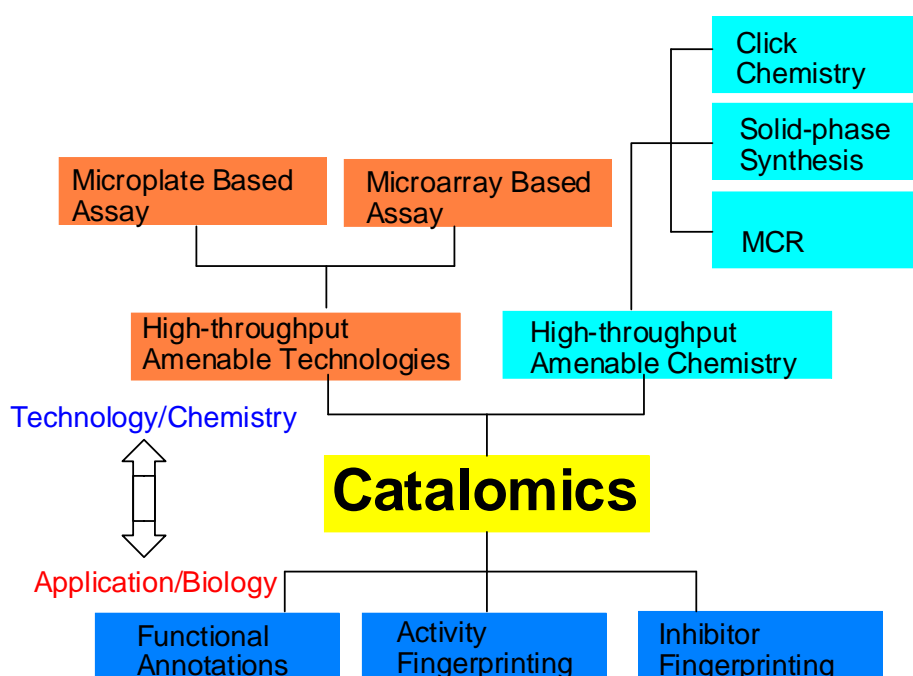 Click
Chemistry
Solid-phase
Synthesis
MCR
Microplate Based
Assay
Microarray Based
Assay
High-throughput
Amenable Technologies
High-throughput
Amenable Chemistry
Technology/Chemistry
Catalomics
Application/Biology
Functional
Annotations
Activity
Fingerprinting
Inhibitor
Fingerprinting